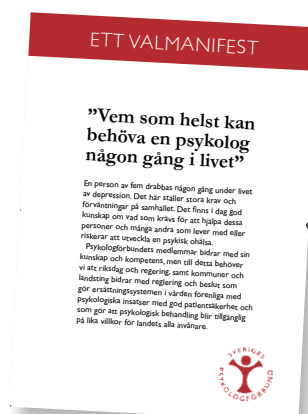 ETT VALMANIFEST
”Vem som helst kan
behöva en psykolog
någon gång i livet”
En person av fem drabbas någon gång under livet
av depression. Det här ställer stora krav och
förväntningar på samhället. Det finns i dag god
kunskap om vad som krävs för att hjälpa dessa
personer och många andra som lever med eller
riskerar att utveckla en psykisk ohälsa.
Psykologförbundets medlemmar bidrar med sin
kunskap och kompetens, men till detta behöver
vi att riksdag och regering, samt kommuner och
landsting bidrar med reglering och beslut som
gör ersättningssystemen i vården förenliga med
psykologiska insatser med god patientsäkerhet och
som gör att psykologisk behandling blir tillgänglig
på lika villkor för landets alla invånare.
SVERIGES
PSYKOLOGFÖRBUND